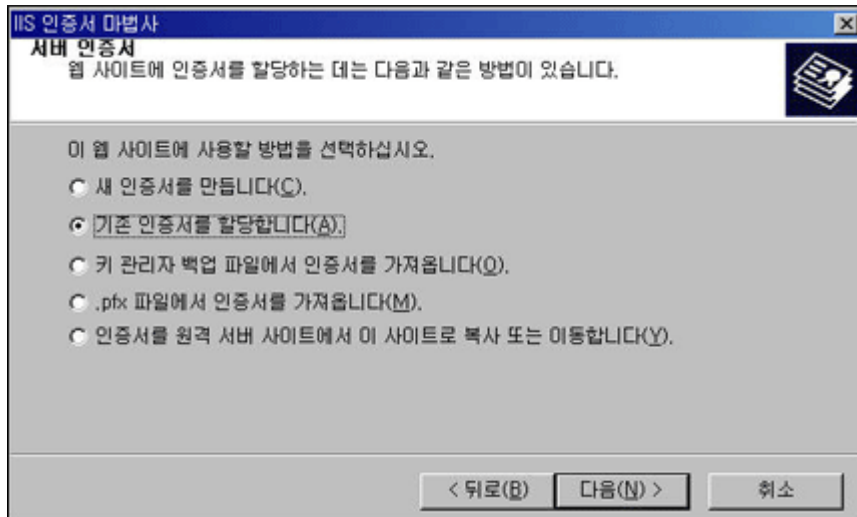 IIS 인증서 마법사
서버 인증서
웹 사이트에 인증서를 할당하는 데는 다음과 같은 방법이 있습니다.
이 웹 사이트에 사용할 방법을 선택하십시오.
새 인증서를 만듭니다(C).
기존 인증서를 할당합니다(A).
키 관리자 백업 파일에서 인증서를 가져옵니다(O).
.pfx 파일에서 인증서를 가져옵니다(M).
인증서를 원격 서버 사이트에서 이 사이트로 복사 또는 이동합니다(Y).
< 뒤로(B) 다음(N) > 취소